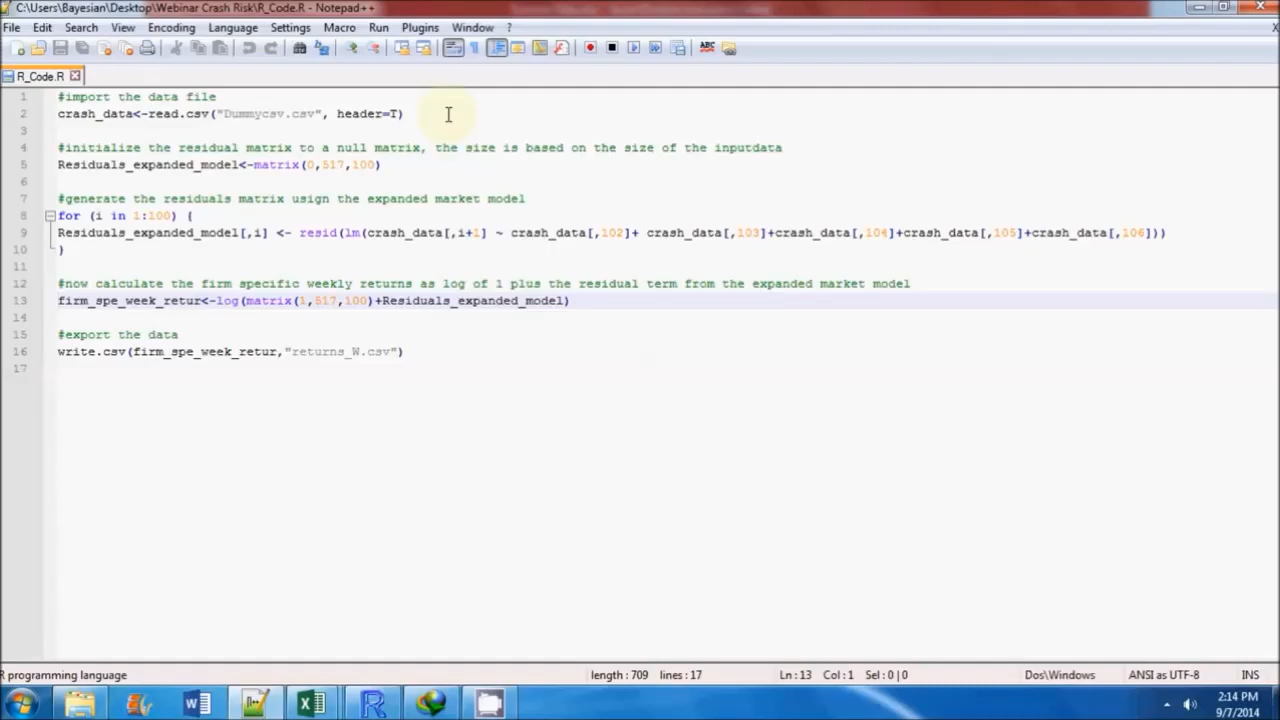 C:\Users\Bayesian\Desktop\Webinar Crash Risk\R_Code.R - Notepad++
File Edit Search View Encoding Language Settings Macro Run Plugins Window ?
R_Code.R
1 #import the data file
2 crash_data<-read.csv("Dummycsv.csv", header=T)
3
4 #initialize the residual matrix to a null matrix, the size is based on the size of the inputdata
5 Residuals_expanded_model<-matrix(0,517,100)
6
7 #generate the residuals matrix usign the expanded market model
8 for (i in 1:100) {
9 Residuals_expanded_model[,i] <- resid(lm(crash_data[,i+1] ~ crash_data[,102]+ crash_data[,103]+crash_data[,104]+crash_data[,105]+crash_data[,106]))
10 }
11
12 #now calculate the firm specific weekly returns as log of 1 plus the residual term from the expanded market model
13 firm_spe_week_retur<-log(matrix(1,517,100)+Residuals_expanded_model)
14
15 #export the data
16 write.csv(firm_spe_week_retur,"returns_W.csv")
17
R programming language length : 709 lines : 17 Ln : 13 Col : 1 Sel : 0 | 0 Dos\Windows ANSI as UTF-8 INS
2:14 PM
9/7/2014